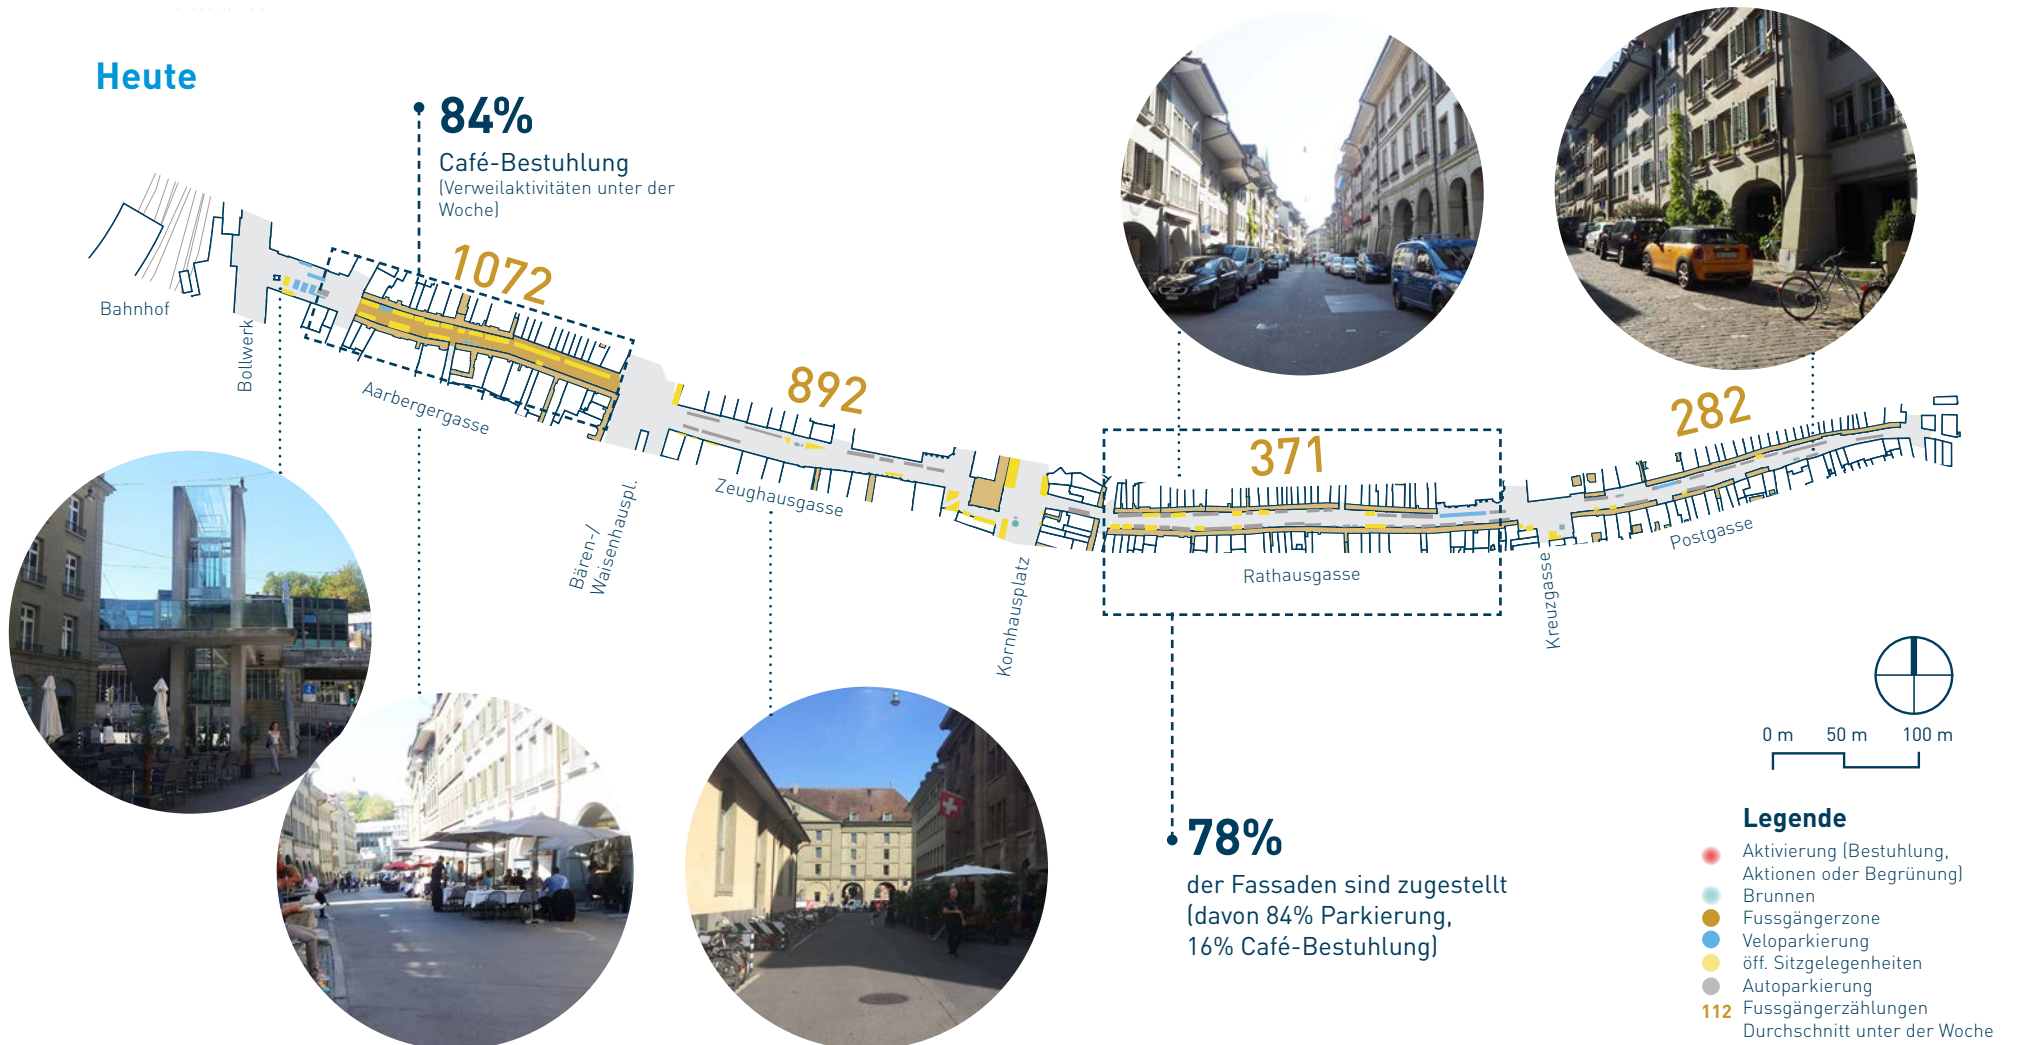 Heute
84%
Café-Bestuhlung
(Verweilaktivitäten unter der
Woche)
1072
892
371
282
Bahnhof
Bollwerk
Aarbergergasse
Bären-/
Waisenhauspl.
Zeughausgasse
Kornhausplatz
Rathausgasse
Kreuzgasse
Postgasse
78%
der Fassaden sind zugestellt
(davon 84% Parkierung,
16% Café-Bestuhlung)
0 m 50 m 100 m
Legende
Aktivierung (Bestuhlung,
Aktionen oder Begrünung)
Brunnen
Fussgängerzone
Veloparkierung
öff. Sitzgelegenheiten
Autoparkierung
112 Fussgängerzählungen
Durchschnitt unter der Woche